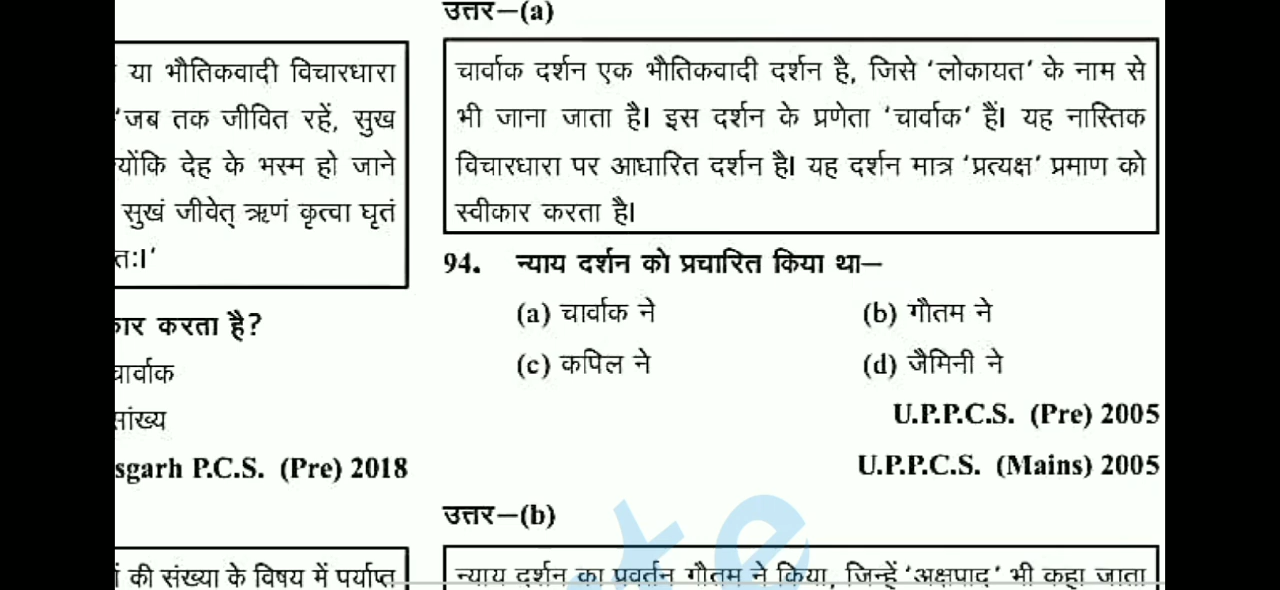 या भौतिकवादी विचारधारा
'जब तक जीवित रहें, सुख
देह के भस्म हो जाने
सुखं जीवेत् ऋणं कृत्वा घृतं
करता है?
चार्वाक
सांख्य
P.C.S. (Pre) 2018
की संख्या के विषय में पर्याप्त
उत्तर–(a)
चार्वाक दर्शन एक भौतिकवादी दर्शन है, जिसे 'लोकायत' के नाम से
भी जाना जाता है। इस दर्शन के प्रणेता 'चार्वाक' हैं। यह नास्तिक
विचारधारा पर आधारित दर्शन है। यह दर्शन मात्र 'प्रत्यक्ष' प्रमाण को
स्वीकार करता है।
94. न्याय दर्शन को प्रचारित किया था–
(a) चार्वाक ने (b) गौतम ने
(c) कपिल ने (d) जैमिनी ने
U.P.P.C.S. (Pre) 2005
U.P.P.C.S. (Mains) 2005
उत्तर–(b)
न्याय दर्शन का प्रवर्तन गौतम ने किया, जिन्हें 'अक्षपाद' भी कहा जाता